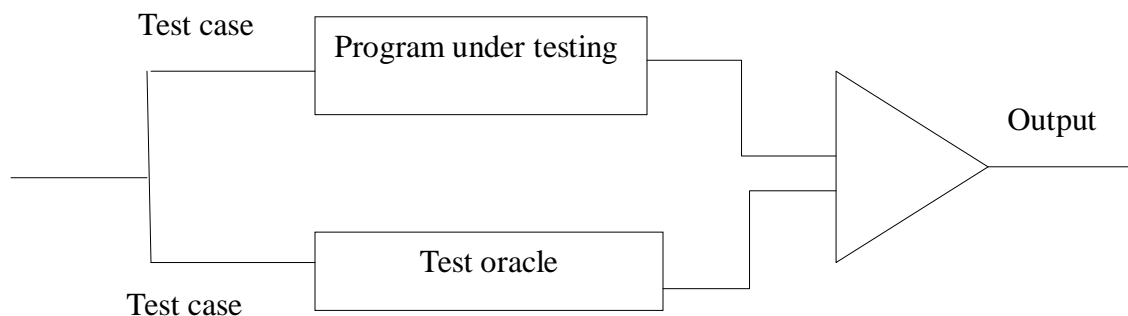 Test case
Program under testing
Output
Test oracle
Test case